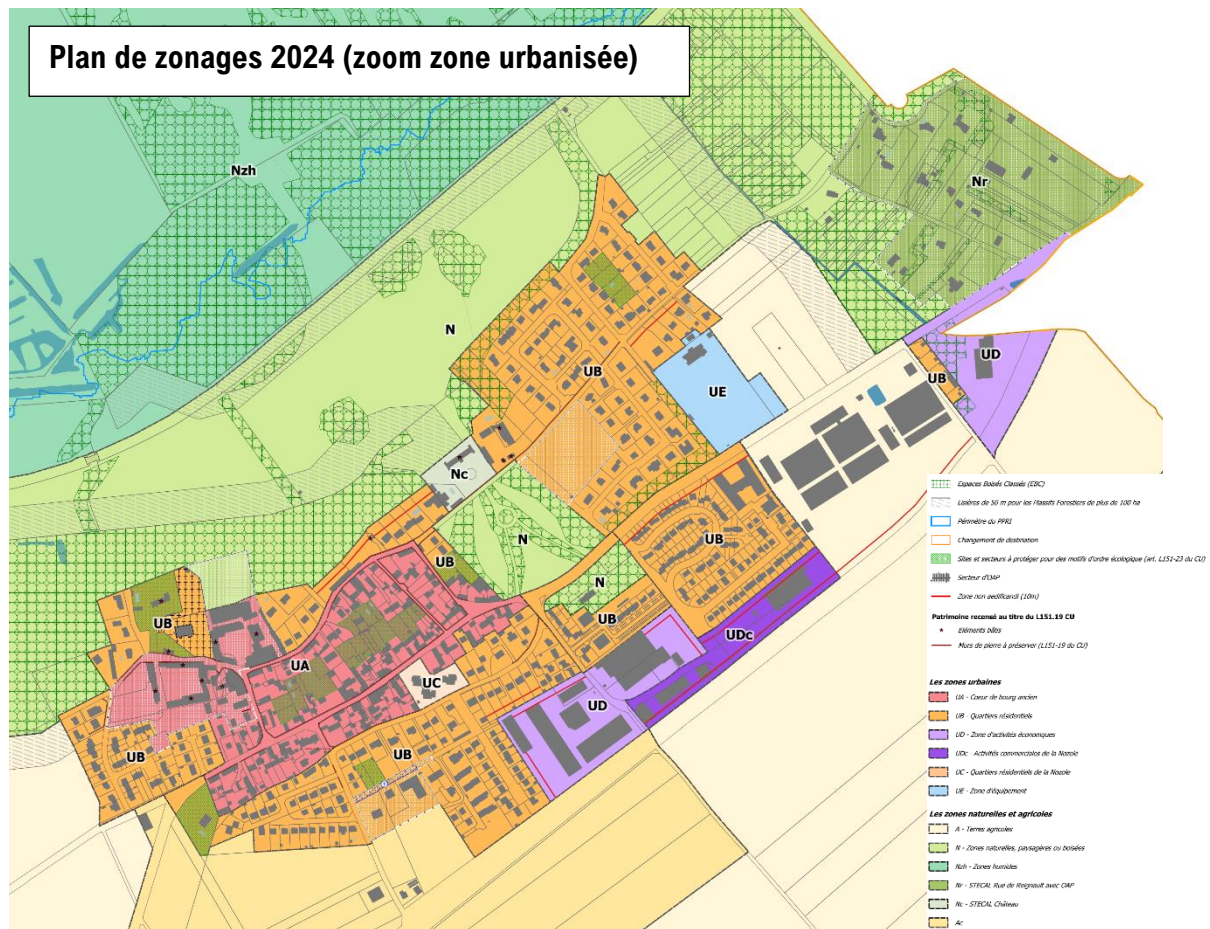 Plan de zonages 2024 (zoom zone urbanisée)
Nzh
Nr
N
UB
UE
UD
UB
Nc
N
UB
UB
N
UB
UB
UDc
UA
UC
UD
UB
UB
Espaces Boisés Classés (EBC)
Lisières de 50 m pour les Massifs Forestiers de plus de 100 ha
Périmètre du PPRI
Changement de destination
Sites et secteurs à protéger pour des motifs d'ordre écologique (art. L151-23 du CU)
Secteur d'OAP
Zone non aedificandi (10m)
Patrimoine recensé au titre du L151.19 CU
Eléments bâtis
Murs de pierre à préserver (L151-19 du CU)
Les zones urbaines
UA - Coeur de bourg ancien
UB - Quartiers résidentiels
UD - Zone d'activités économiques
UDc - Activités commerciales de la Nozole
UC - Quartiers résidentiels de la Nozole
UE - Zone d'équipement
Les zones naturelles et agricoles
A - Terres agricoles
N - Zones naturelles, paysagères ou boisées
Nzh - Zones humides
Nr - STECAL Rue de Reignault avec OAP
Nc - STECAL Château
Ac